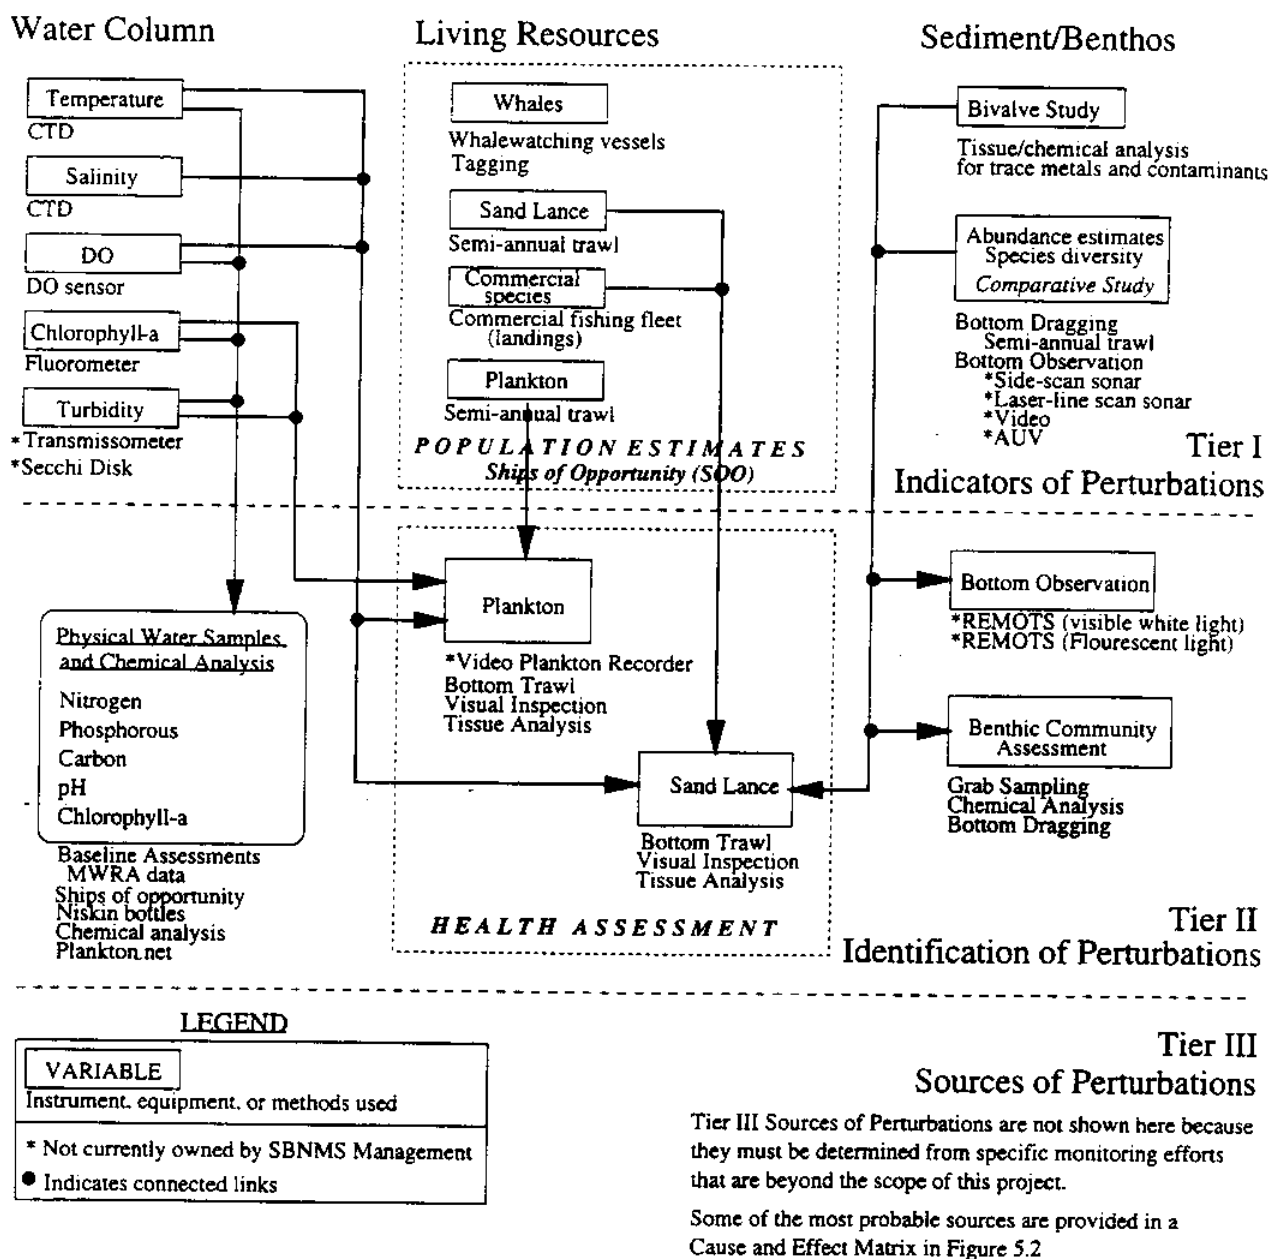 Water Column
Temperature
CTD
Salinity
CTD
DO
DO sensor
Chlorophyll-a
Fluorometer
Turbidity
*Transmissometer
*Secchi Disk
Living Resources
Whales
Whalewatching vessels
Tagging
Sand Lance
Semi-annual trawl
Commercial
species
Commercial fishing fleet
(landings)
Plankton
Semi-annual trawl
POPULATION ESTIMATES
Ships of Opportunity (SOO)
Sediment/Benthos
Bivalve Study
Tissue/chemical analysis
for trace metals and contaminants
Abundance estimates
Species diversity
Comparative Study
Bottom Dragging
Semi-annual trawl
Bottom Observation
*Side-scan sonar
*Laser-line scan sonar
*Video
*AUV
Tier I
Indicators of Perturbations
Physical Water Samples
and Chemical Analysis
Nitrogen
Phosphorous
Carbon
pH
Chlorophyll-a
Baseline Assessments
MWRA data
Ships of opportunity
Niskin bottles
Chemical analysis
Plankton net
Plankton
*Video Plankton Recorder
Bottom Trawl
Visual Inspection
Tissue Analysis
Sand Lance
Bottom Trawl
Visual Inspection
Tissue Analysis
HEALTH ASSESSMENT
Bottom Observation
*REMOTS (visible white light)
*REMOTS (Flourescent light)
Benthic Community
Assessment
Grab Sampling
Chemical Analysis
Bottom Dragging
Tier II
Identification of Perturbations
LEGEND
VARIABLE
Instrument, equipment, or methods used
* Not currently owned by SBNMS Management
● Indicates connected links
Tier III
Sources of Perturbations
Tier III Sources of Perturbations are not shown here because
they must be determined from specific monitoring efforts
that are beyond the scope of this project.
Some of the most probable sources are provided in a
Cause and Effect Matrix in Figure 5.2